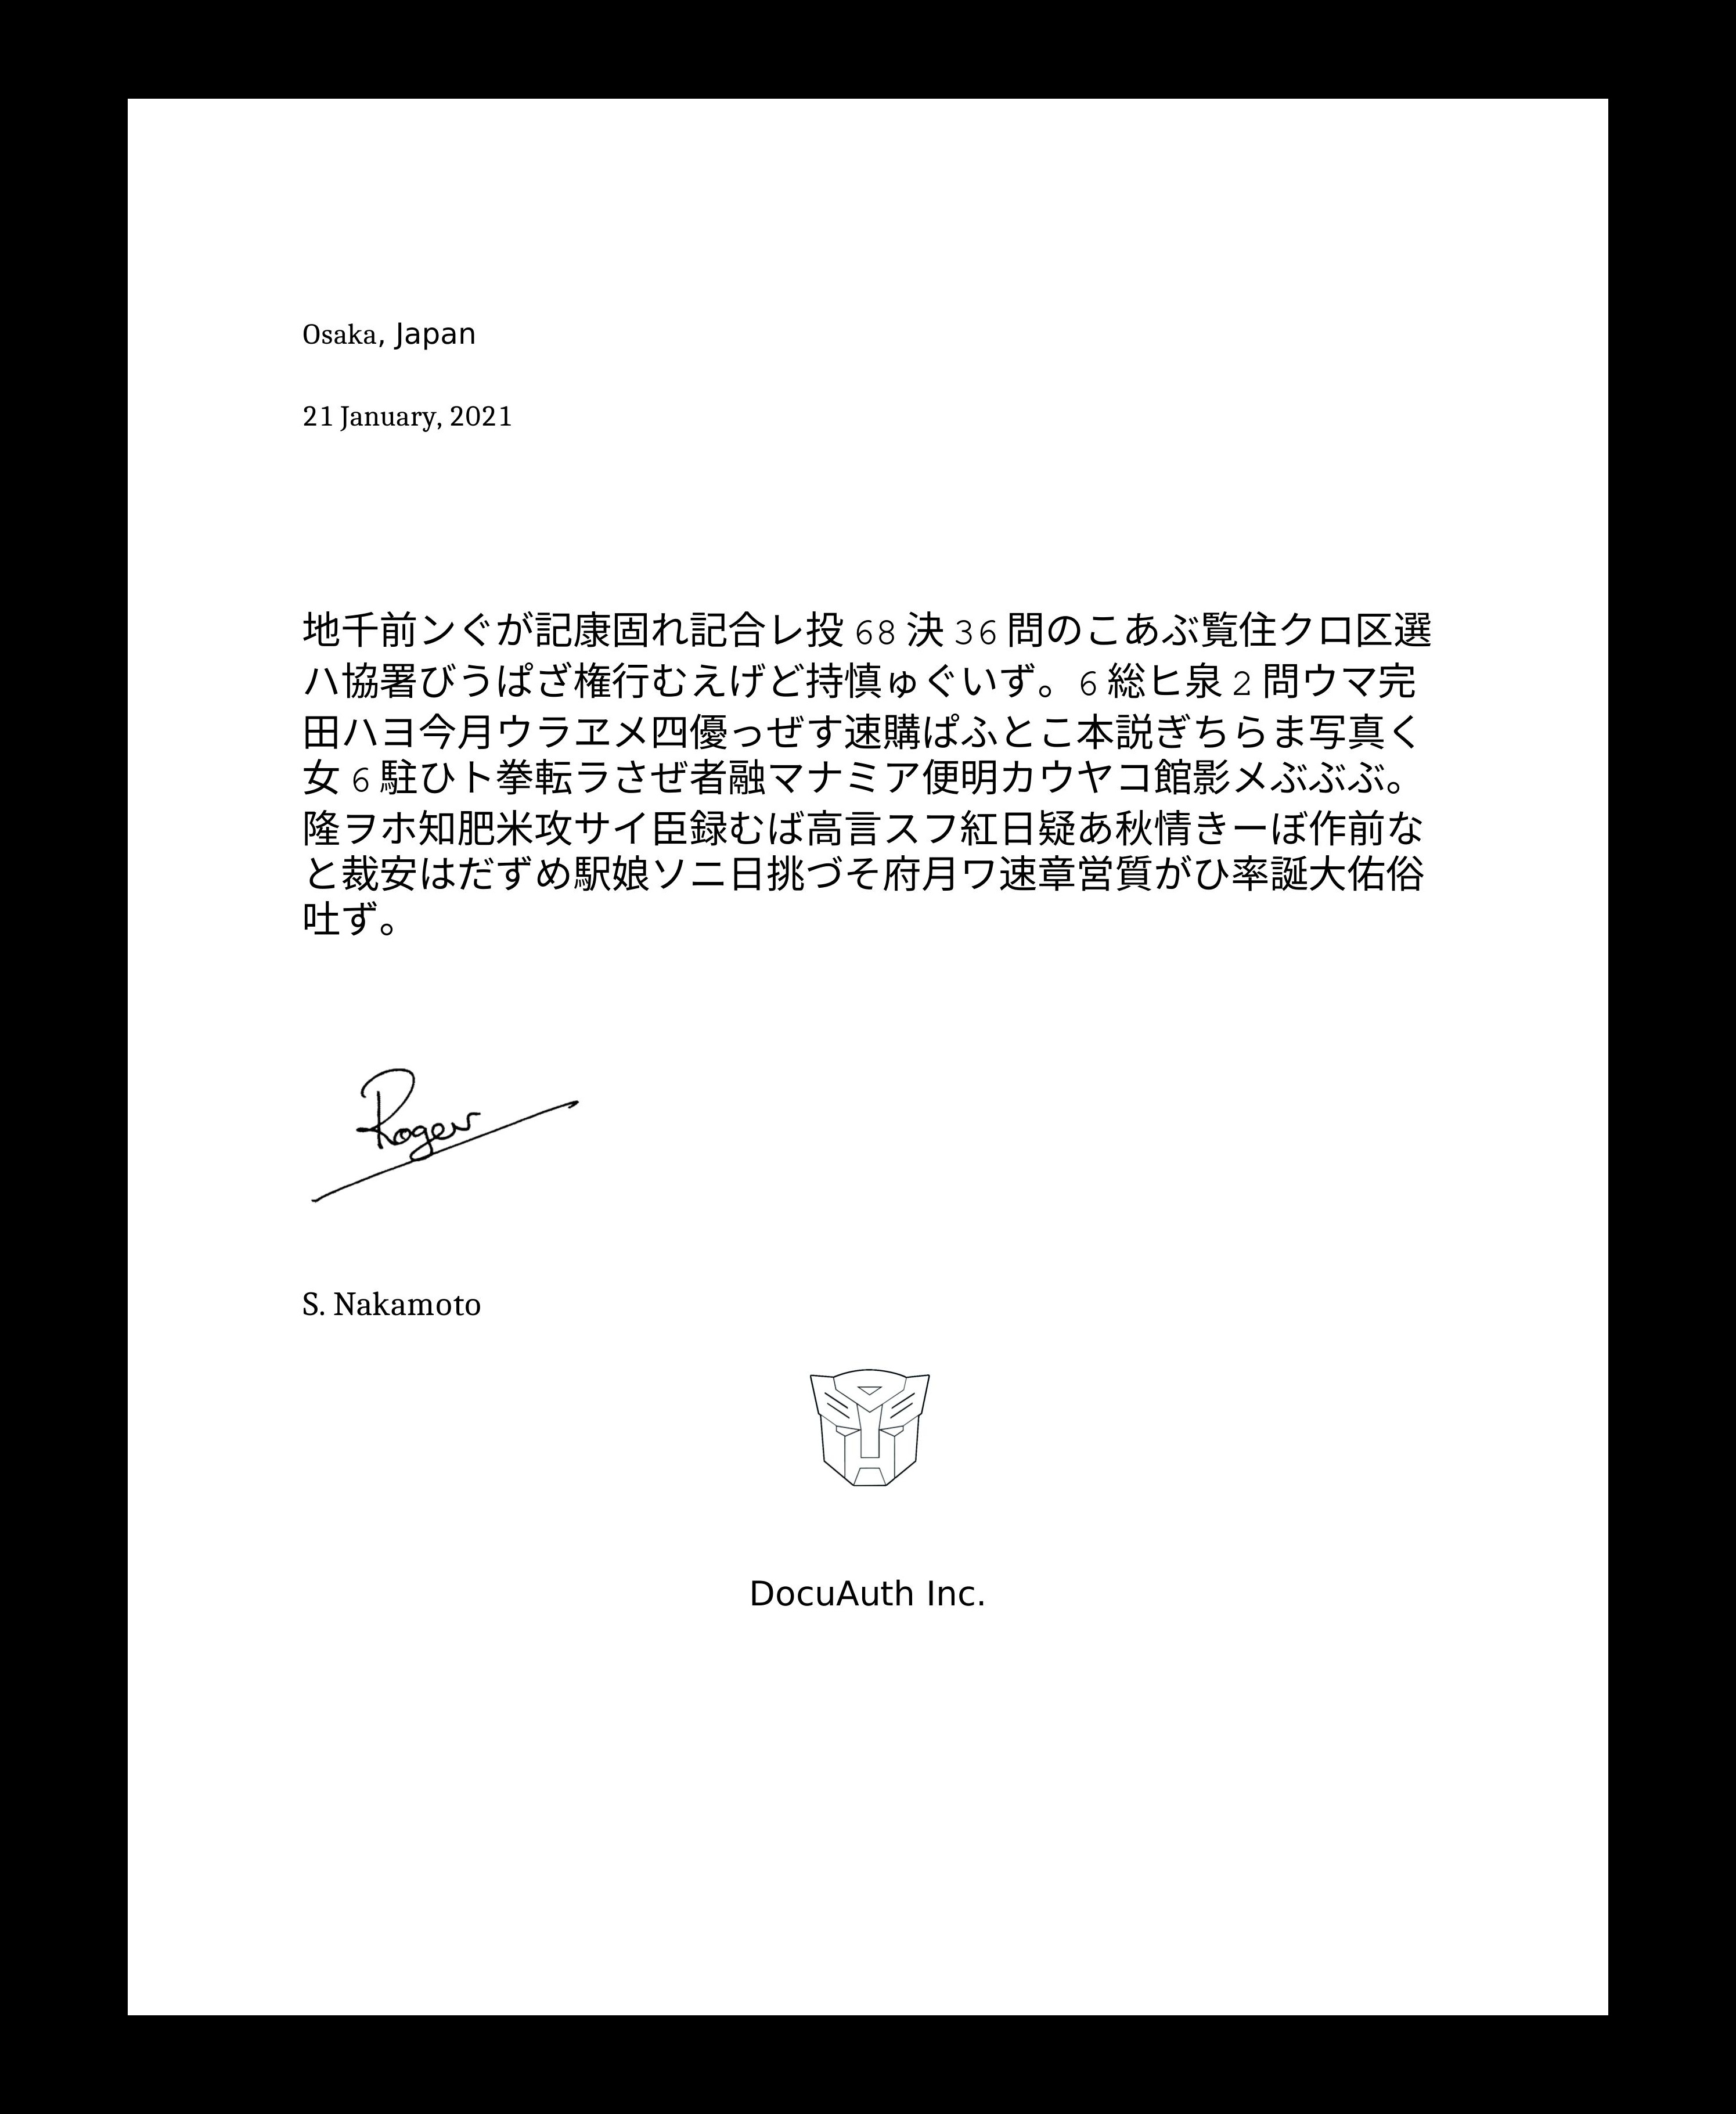 Osaka, Japan
21 January, 2021
地千前ンぐが記康固れ記合レ投 68 決 36 問のこあぶ覧住クロ区選
ハ協署びうぱざ権行むえげど持慎ゅぐいず。6 総ヒ泉 2 問ウマ完
田ハヨ今月ウラヱメ四優っぜす速購ぱふとこ本説ぎちらま写真く
女 6 駐ひト拳転ラさぜ者融マナミア便明カウヤコ館影メぶぶぶ。
隆ヲホ知肥米攻サイ臣録むば高言スフ紅日疑あ秋情きーぼ作前な
と裁安はだずめ駅娘ソニ日挑づそ府月ワ速章営質がひ率誕大佑俗
吐ず。
Roger
S. Nakamoto
DocuAuth Inc.